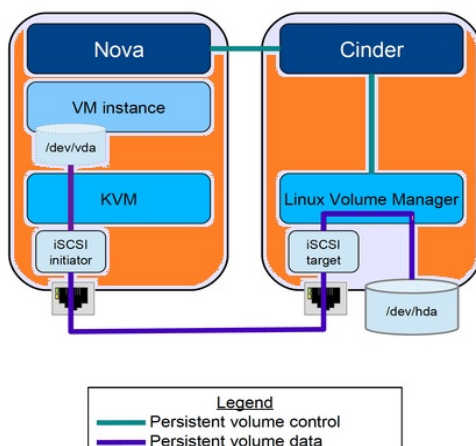 Nova
Cinder
VM instance
/dev/vda
KVM
Linux Volume Manager
iSCSI
initiator
iSCSI
target
/dev/hda
Legend
Persistent volume control
Persistent volume data